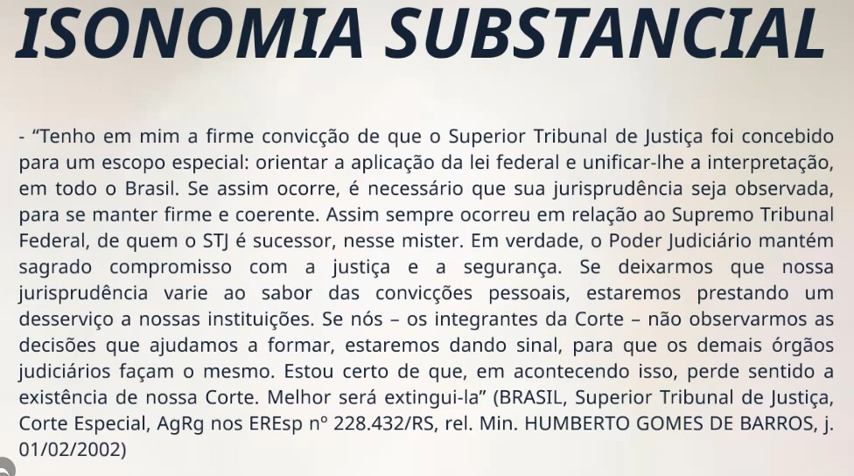 ISONOMIA SUBSTANCIAL
- “Tenho em mim a firme convicção de que o Superior Tribunal de Justiça foi concebido
para um escopo especial: orientar a aplicação da lei federal e unificar-lhe a interpretação,
em todo o Brasil. Se assim ocorre, é necessário que sua jurisprudência seja observada,
para se manter firme e coerente. Assim sempre ocorreu em relação ao Supremo Tribunal
Federal, de quem o STJ é sucessor, nesse mister. Em verdade, o Poder Judiciário mantém
sagrado compromisso com a justiça e a segurança. Se deixarmos que nossa
jurisprudência varie ao sabor das convicções pessoais, estaremos prestando um
desserviço a nossas instituições. Se nós – os integrantes da Corte – não observarmos as
decisões que ajudamos a formar, estaremos dando sinal, para que os demais órgãos
judiciários façam o mesmo. Estou certo de que, em acontecendo isso, perde sentido a
existência de nossa Corte. Melhor será extingui-la” (BRASIL, Superior Tribunal de Justiça,
Corte Especial, AgRg nos EREsp nº 228.432/RS, rel. Min. HUMBERTO GOMES DE BARROS, j.
01/02/2002)